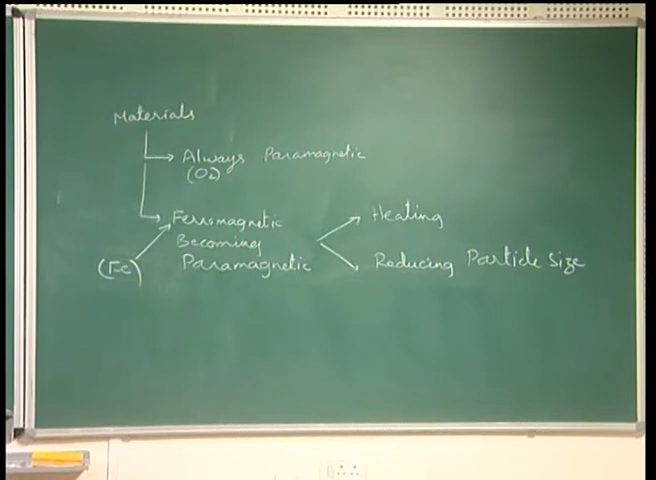 Materials
Always Paramagnetic
(O2)
Ferromagnetic
Becoming
Paramagnetic
(Fe)
Heating
Reducing Particle Size